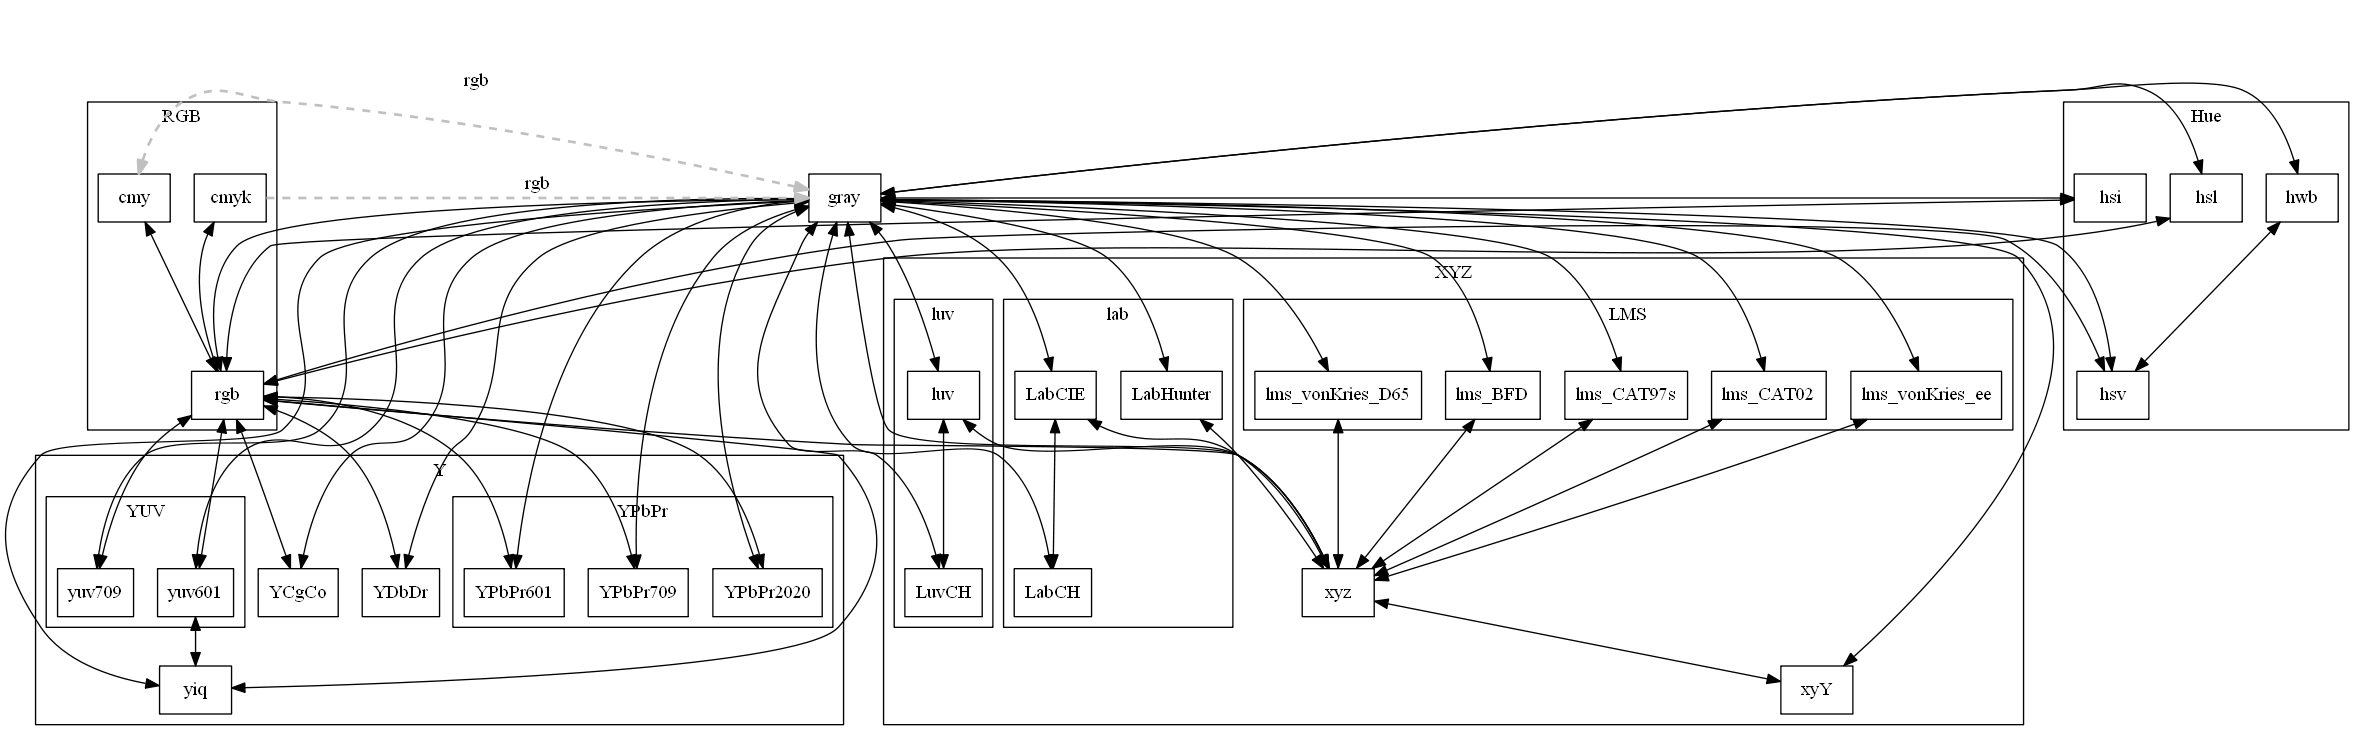 rgb
RGB
Hue
rgb
cmy
cmyk
gray
hsi
hsl
hwb
XYZ
luv
lab
LMS
rgb
luv
LabCIE
LabHunter
lms_vonKries_D65
lms_BFD
lms_CAT97s
lms_CAT02
lms_vonKries_ee
hsv
Y
YUV
YPbPr
yuv709
yuv601
YCgCo
YDbDr
YPbPr601
YPbPr709
YPbPr2020
LuvCH
LabCH
xyz
yiq
xyY